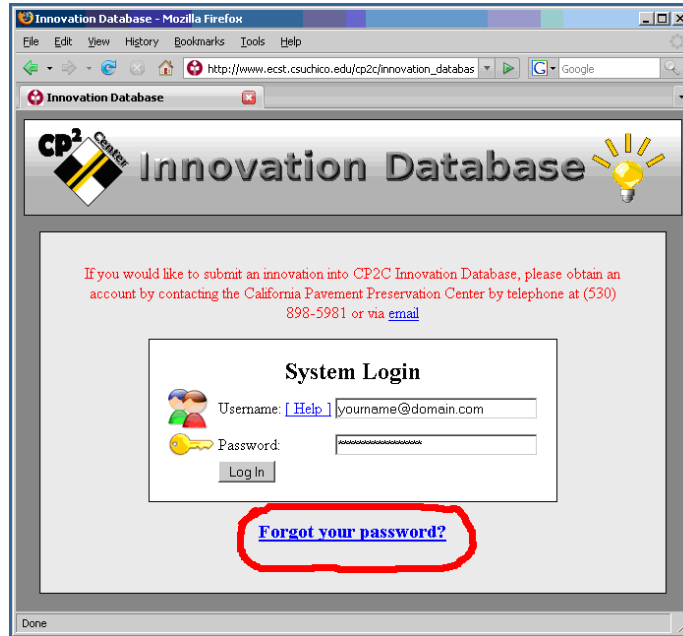 Innovation Database - Mozilla Firefox
File Edit View History Bookmarks Tools Help
http://www.ecst.csuchico.edu/cp2c/innovation_databas
G Google
Innovation Database
CP2 Center
Innovation Database
If you would like to submit an innovation into CP2C Innovation Database, please obtain an
account by contacting the California Pavement Preservation Center by telephone at (530)
898-5981 or via email
System Login
Username: [ Help ] yourname@domain.com
Password: ******************
Log In
Forgot your password?
Done